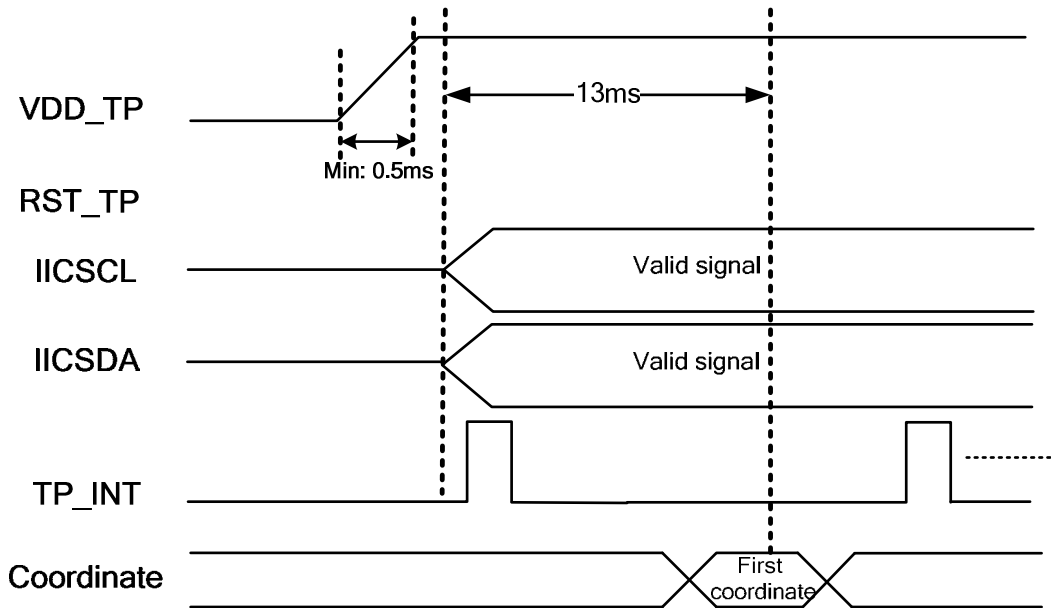 13ms
VDD_TP
Min: 0.5ms
RST_TP
IICSCL
Valid signal
IICSDA
Valid signal
TP_INT
Coordinate
First
coordinate